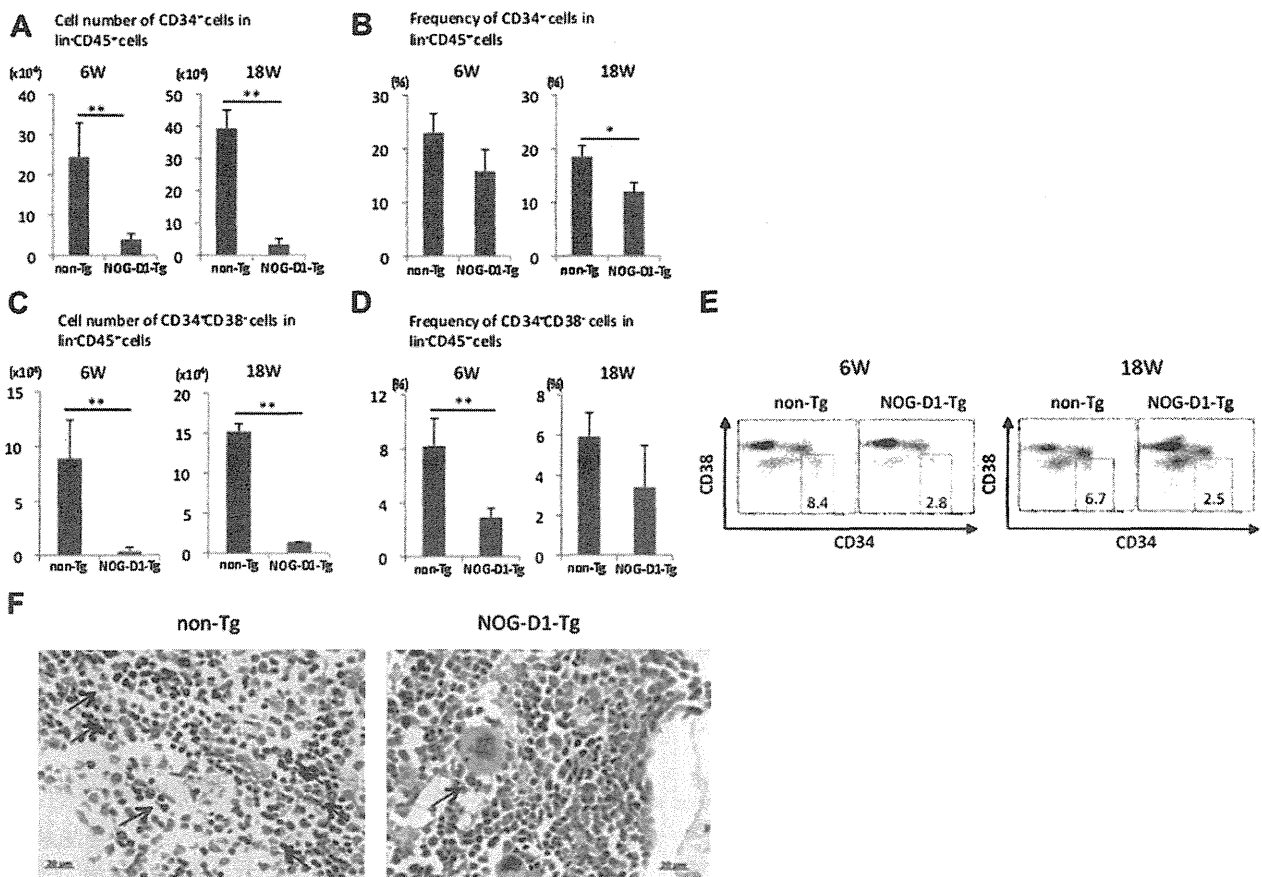 A
Cell number of CD34⁺cells in
lin⁻CD45⁺cells
(x10⁴)
6W
40
30
20
10
0
**
non-Tg
NOG-D1-Tg
18W
50
40
30
20
10
0
**
non-Tg
NOG-D1-Tg
B
Frequency of CD34⁺cells in
lin⁻CD45⁺cells
(%)
6W
30
20
10
0
non-Tg
NOG-D1-Tg
(%)
18W
30
20
10
0
*
non-Tg
NOG-D1-Tg
C
Cell number of CD34⁺CD38⁻ cells in
lin⁻CD45⁺cells
6W
15
10
5
0
**
non-Tg
NOG-D1-Tg
(x10⁴)
18W
20
15
10
5
0
**
non-Tg
NOG-D1-Tg
D
Frequency of CD34⁺CD38⁻ cells in
lin⁻CD45⁺cells
(%)
6W
12
8
4
0
**
non-Tg
NOG-D1-Tg
(%)
18W
8
6
4
2
0
non-Tg
NOG-D1-Tg
E
6W
non-Tg
NOG-D1-Tg
CD38
8.4
2.8
CD34
18W
non-Tg
NOG-D1-Tg
CD38
6.7
2.5
CD34
F
non-Tg
NOG-D1-Tg
20 μm
20 μm